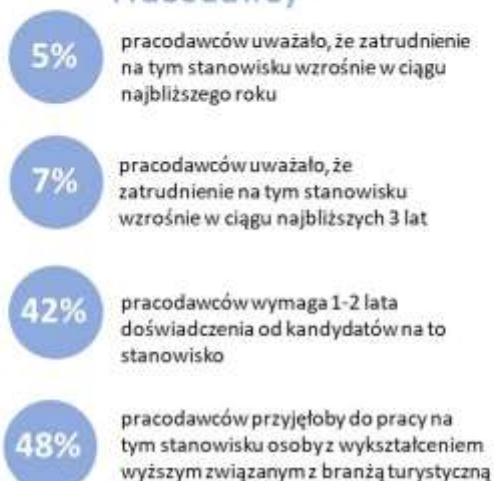 5%
pracodawców uważało, że zatrudnienie
na tym stanowisku wzrośnie w ciągu
najbliższego roku
7%
pracodawców uważało, że
zatrudnienie na tym stanowisku
wzrośnie w ciągu najbliższych 3 lat
42%
pracodawców wymaga 1-2 lata
doświadczenia od kandydatów na to
stanowisko
48%
pracodawców przyjęłoby do pracy na
tym stanowisku osoby z wykształceniem
wyższym związanym z branżą turystyczną